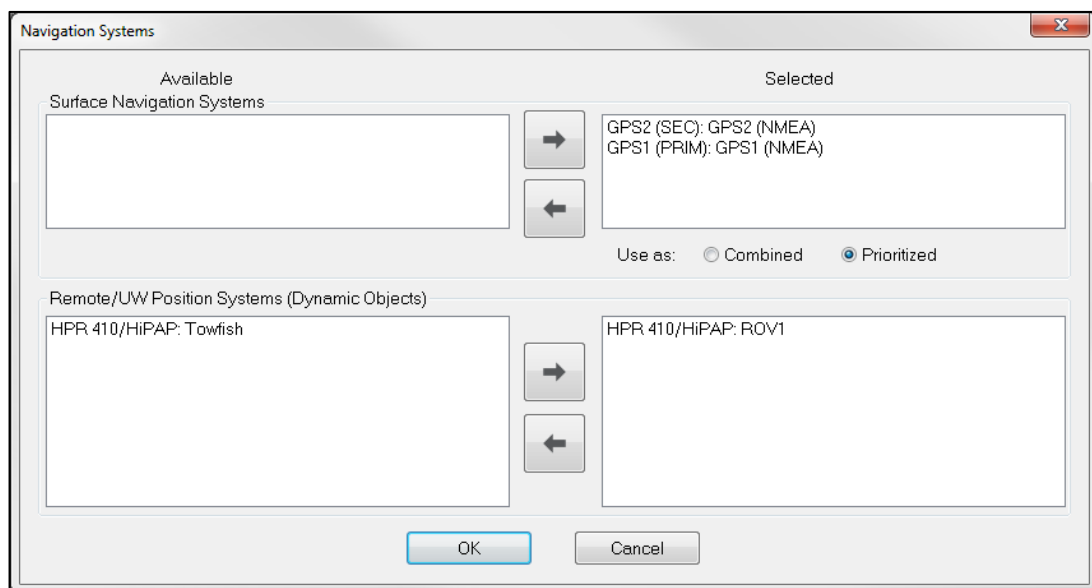 Navigation Systems
Available
Selected
Surface Navigation Systems
GPS2 (SEC): GPS2 (NMEA)
GPS1 (PRIM): GPS1 (NMEA)
Use as: Combined Prioritized
Remote/UW Position Systems (Dynamic Objects)
HPR 410/HiPAP: Towfish
HPR 410/HiPAP: ROV1
OK
Cancel